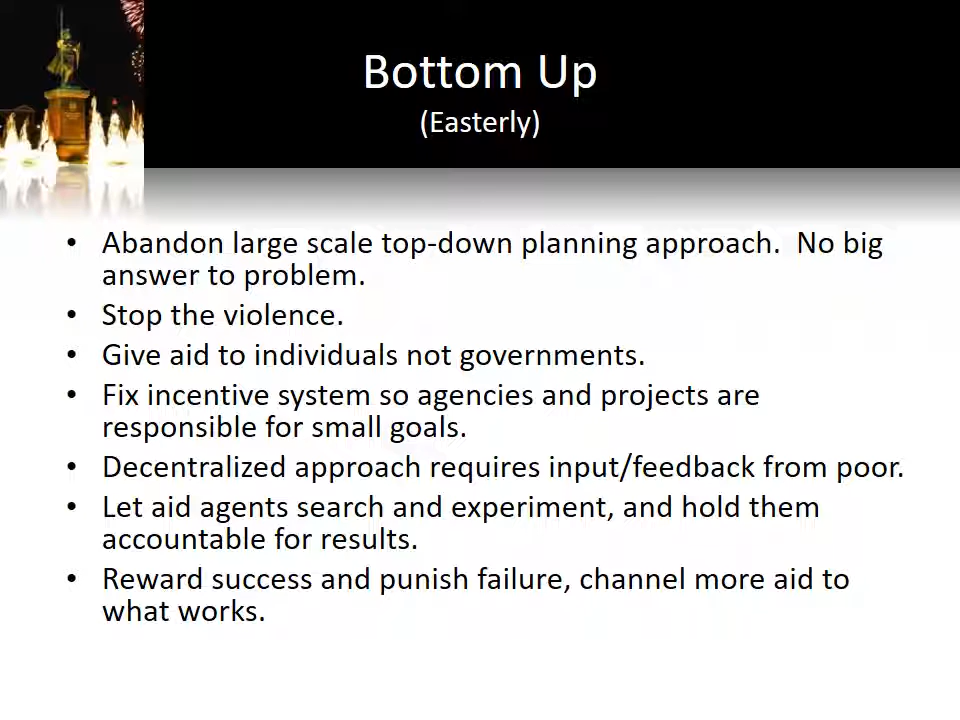 Bottom Up
(Easterly)
• Abandon large scale top-down planning approach.  No big
answer to problem.
• Stop the violence.
• Give aid to individuals not governments.
• Fix incentive system so agencies and projects are
responsible for small goals.
• Decentralized approach requires input/feedback from poor.
• Let aid agents search and experiment, and hold them
accountable for results.
• Reward success and punish failure, channel more aid to
what works.